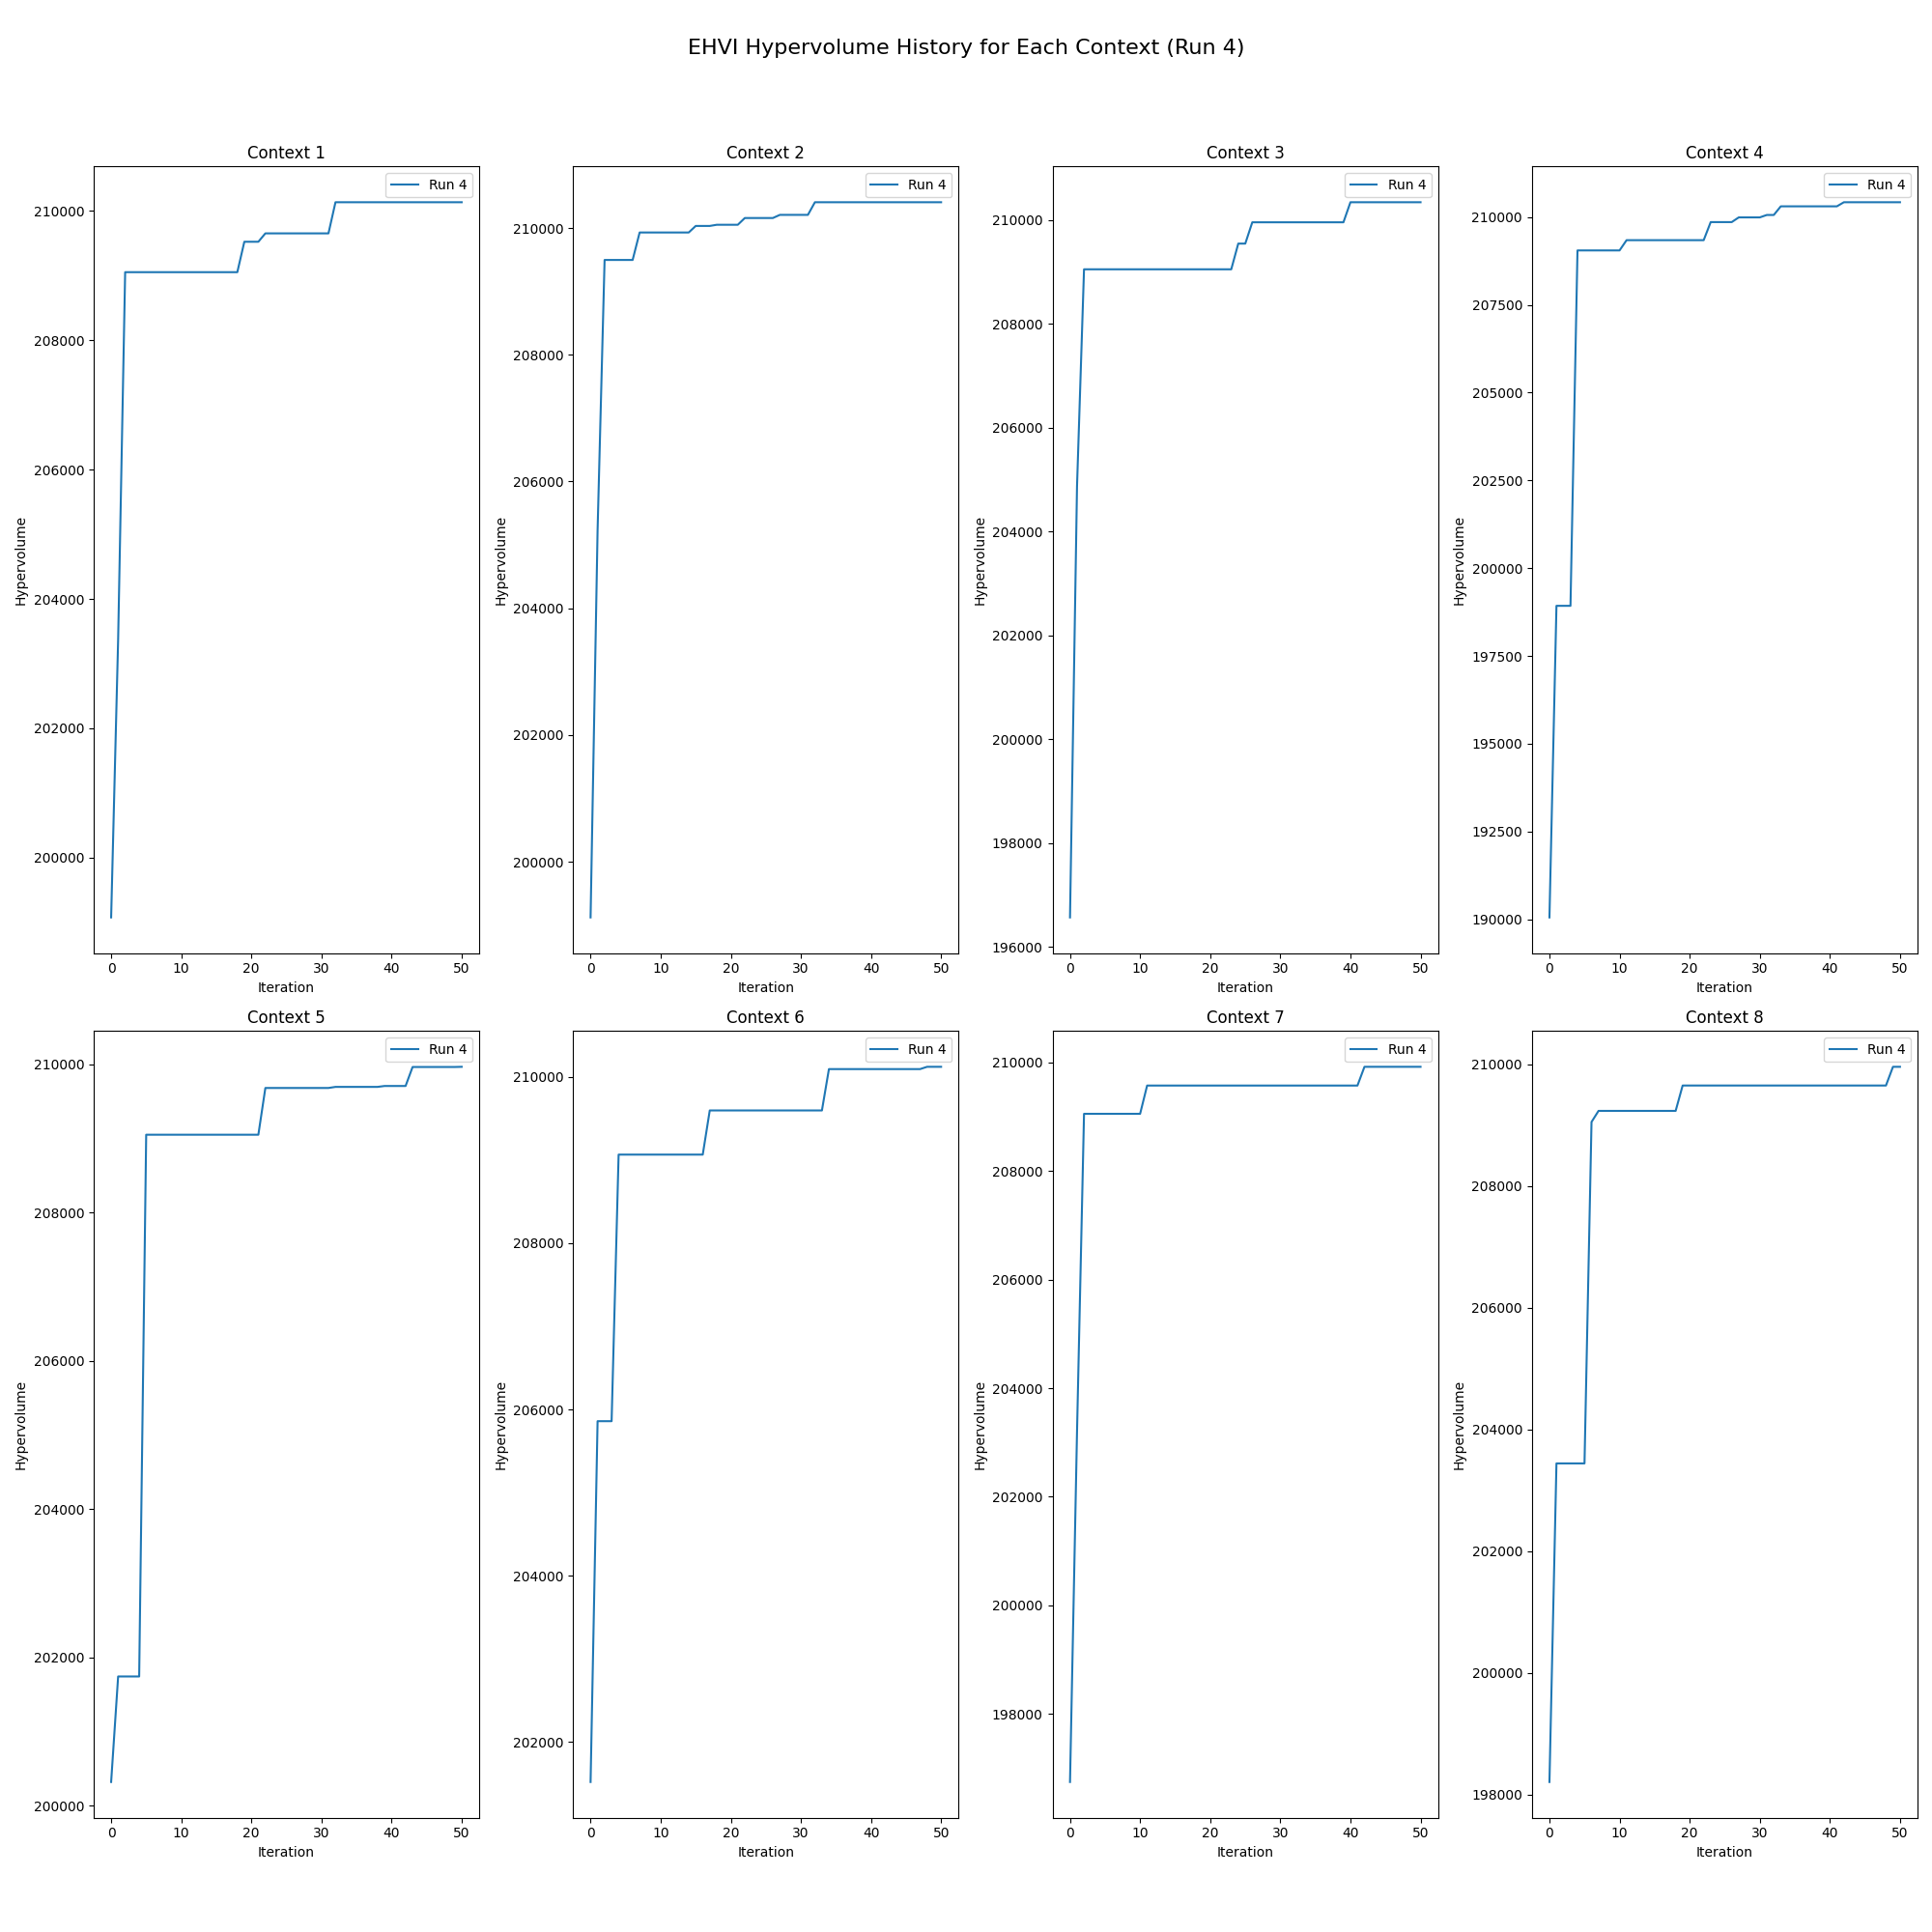 EHVI Hypervolume History for Each Context (Run 4)
Context 1
Run 4
210000
208000
206000
204000
202000
200000
Hypervolume
0 10 20 30 40 50
Iteration
Context 2
Run 4
210000
208000
206000
204000
202000
200000
Hypervolume
0 10 20 30 40 50
Iteration
Context 3
Run 4
210000
208000
206000
204000
202000
200000
198000
196000
Hypervolume
0 10 20 30 40 50
Iteration
Context 4
Run 4
210000
207500
205000
202500
200000
197500
195000
192500
190000
Hypervolume
0 10 20 30 40 50
Iteration
Context 5
Run 4
210000
208000
206000
204000
202000
200000
Hypervolume
0 10 20 30 40 50
Iteration
Context 6
Run 4
210000
208000
206000
204000
202000
Hypervolume
0 10 20 30 40 50
Iteration
Context 7
Run 4
210000
208000
206000
204000
202000
200000
198000
Hypervolume
0 10 20 30 40 50
Iteration
Context 8
Run 4
210000
208000
206000
204000
202000
200000
198000
Hypervolume
0 10 20 30 40 50
Iteration